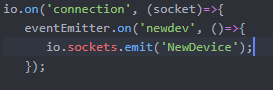 io.on('connection', (socket)=>{
eventEmitter.on('newdev', ()=>{
io.sockets.emit('NewDevice');
});